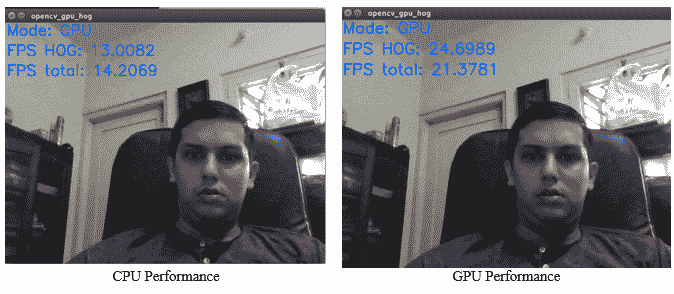 opencv_gpu_hog
Mode: GPU
FPS HOG: 13.0082
FPS total: 14.2069
CPU Performance
opencv_gpu_hog
Mode: GPU
FPS HOG: 24.6989
FPS total: 21.3781
GPU Performance